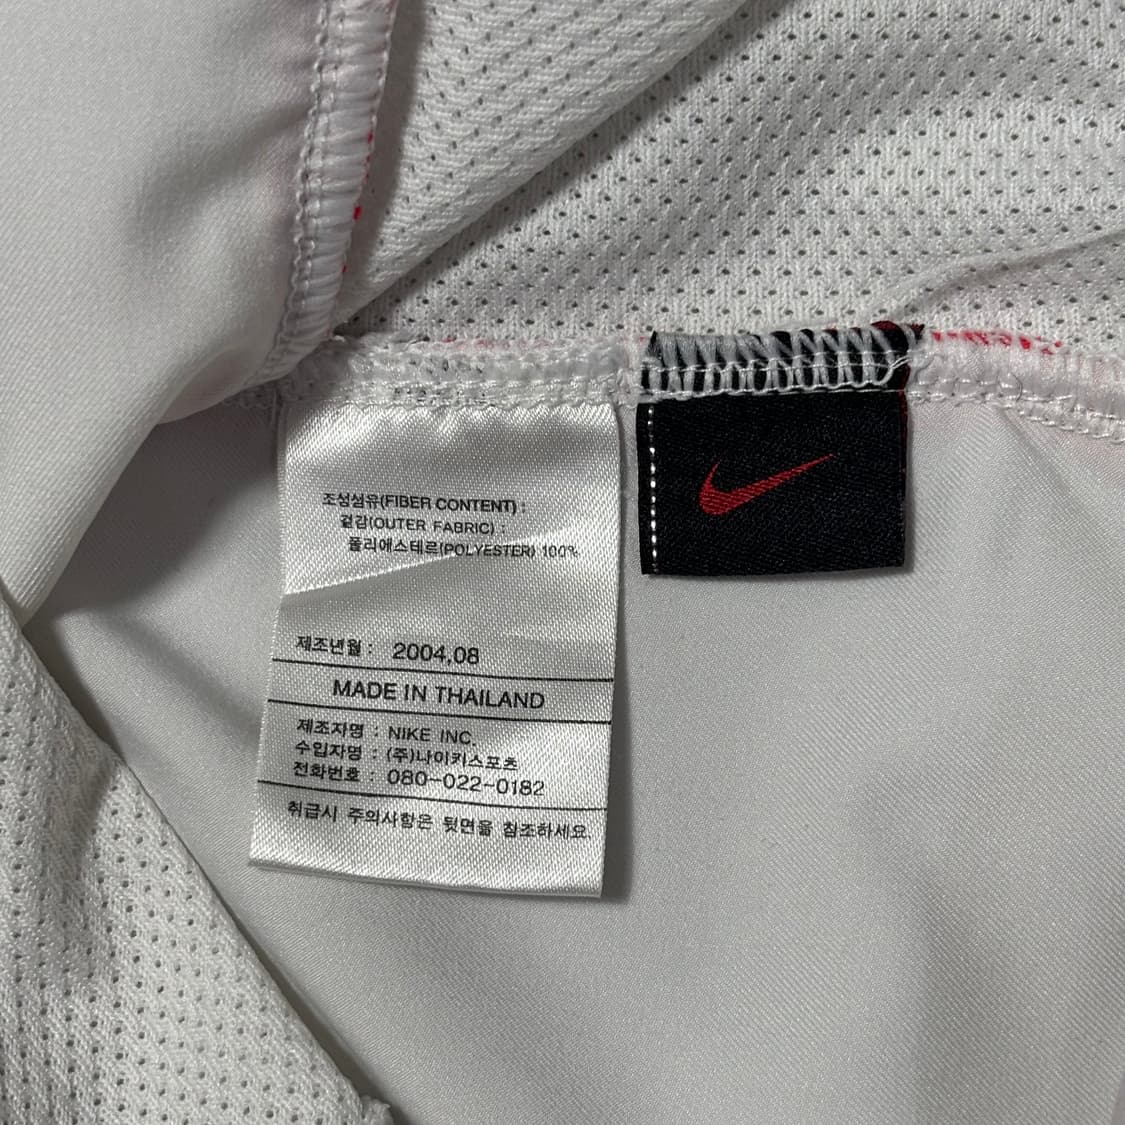 조성섬유(FIBER CONTENT) :
겉감(OUTER FABRIC) :
폴리에스테르(POLYESTER) 100%
제조년월 : 2004.08
MADE IN THAILAND
제조자명 : NIKE INC.
수입자명 : (주)나이키스포츠
전화번호 : 080-022-0182
취급시 주의사항은 뒷면을 참조하세요.